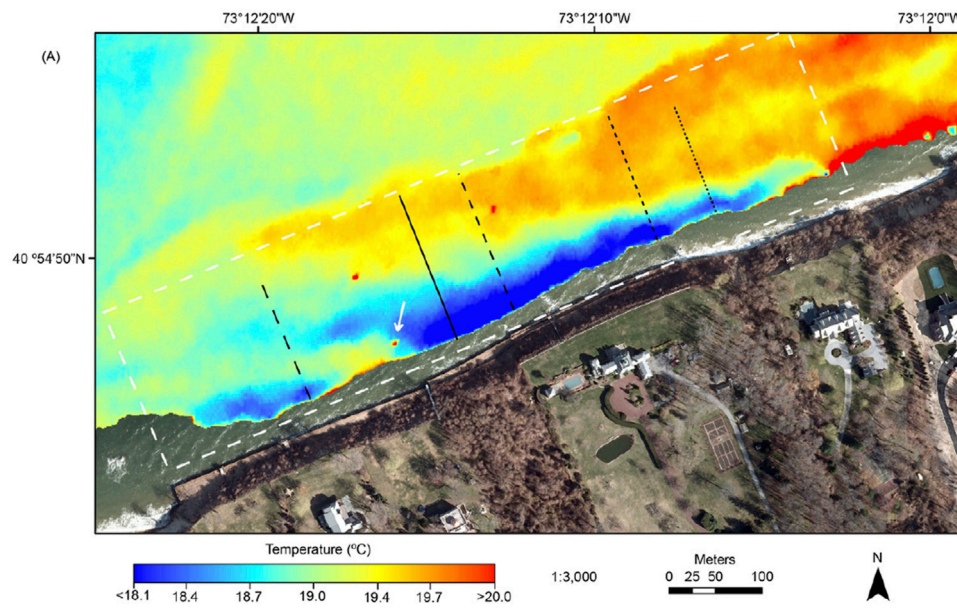 73°12'20"W 73°12'10"W 73°12'0"W
(A)
40 º54'50"N
Temperature (ºC)
<18.1 18.4 18.7 19.0 19.4 19.7 >20.0
1:3,000
Meters
0 25 50 100
N